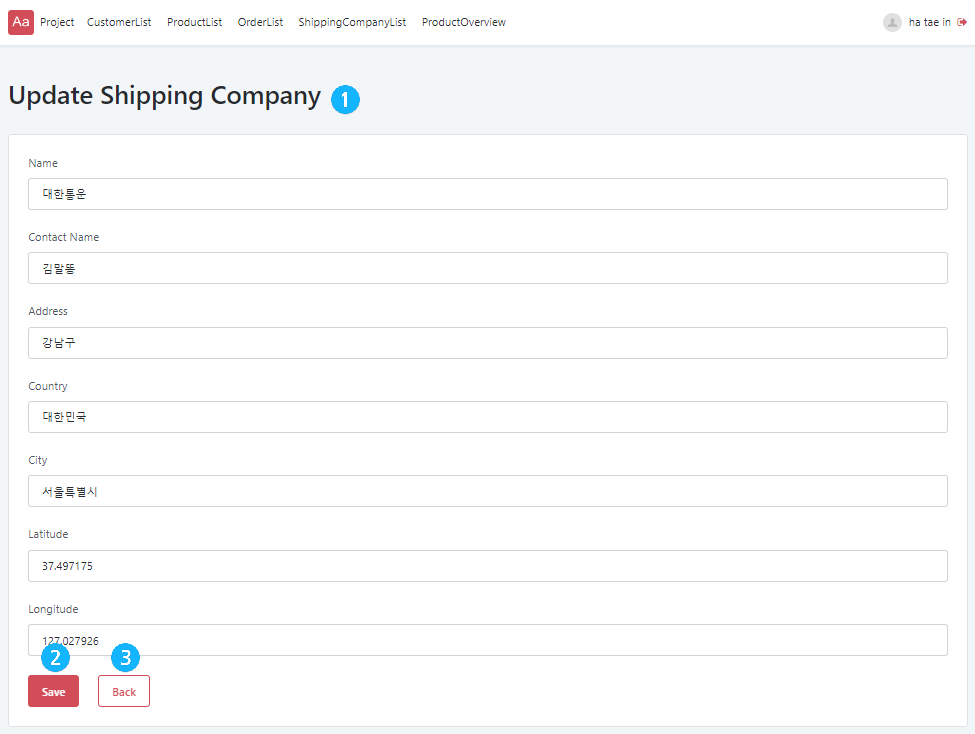 Aa Project CustomerList ProductList OrderList ShippingCompanyList ProductOverview ha tae in
Update Shipping Company 1
Name
대한통운
Contact Name
김말똥
Address
강남구
Country
대한민국
City
서울특별시
Latitude
37.497175
Longitude
127.027926
2 3
Save Back